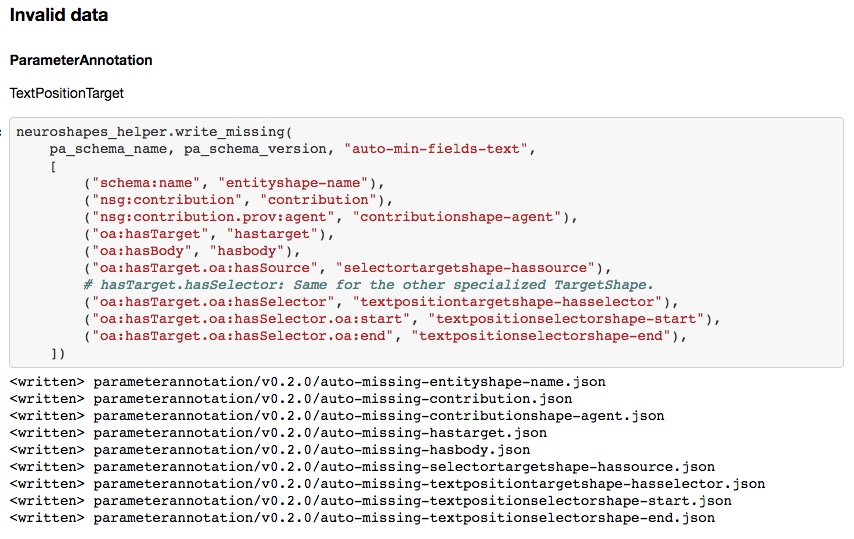 Invalid data
ParameterAnnotation
TextPositionTarget
neuroshapes_helper.write_missing(
    pa_schema_name, pa_schema_version, "auto-min-fields-text",
    [
        ("schema:name", "entityshape-name"),
        ("nsg:contribution", "contribution"),
        ("nsg:contribution.prov:agent", "contributionshape-agent"),
        ("oa:hasTarget", "hastarget"),
        ("oa:hasBody", "hasbody"),
        ("oa:hasTarget.oa:hasSource", "selectortargetshape-hassource"),
        # hasTarget.hasSelector: Same for the other specialized TargetShape.
        ("oa:hasTarget.oa:hasSelector", "textpositiontargetshape-hasselector"),
        ("oa:hasTarget.oa:hasSelector.oa:start", "textpositionselectorshape-start"),
        ("oa:hasTarget.oa:hasSelector.oa:end", "textpositionselectorshape-end"),
    ])
<written> parameterannotation/v0.2.0/auto-missing-entityshape-name.json
<written> parameterannotation/v0.2.0/auto-missing-contribution.json
<written> parameterannotation/v0.2.0/auto-missing-contributionshape-agent.json
<written> parameterannotation/v0.2.0/auto-missing-hastarget.json
<written> parameterannotation/v0.2.0/auto-missing-hasbody.json
<written> parameterannotation/v0.2.0/auto-missing-selectortargetshape-hassource.json
<written> parameterannotation/v0.2.0/auto-missing-textpositiontargetshape-hasselector.json
<written> parameterannotation/v0.2.0/auto-missing-textpositionselectorshape-start.json
<written> parameterannotation/v0.2.0/auto-missing-textpositionselectorshape-end.json